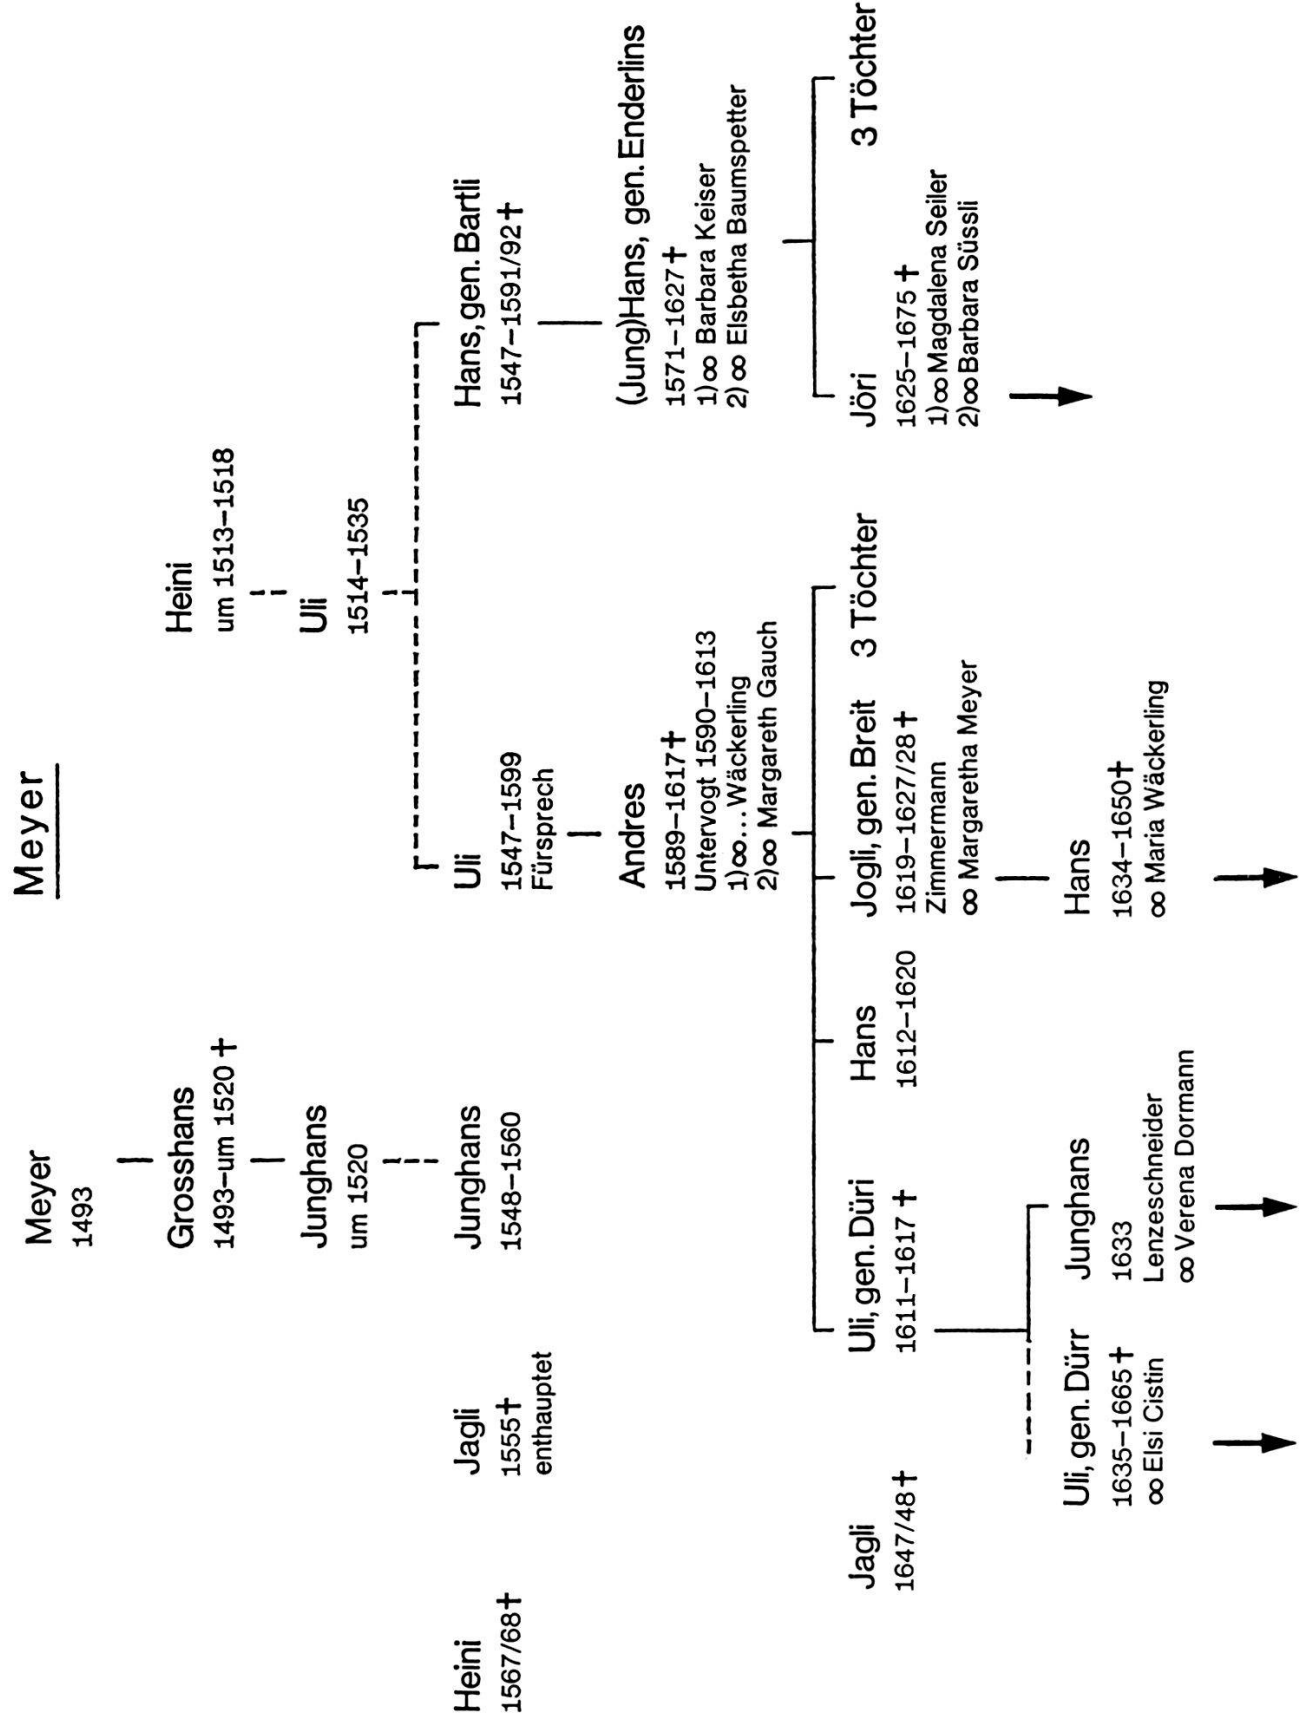 Meyer
Meyer
1493
Grosshans
1493–um 1520 †
Junghans
um 1520
Heini
um 1513–1518
Uli
1514–1535
Heini
1567/68†
Jagli
1555†
enthauptet
Junghans
1548–1560
Uli
1547–1599
Fürsprech
Hans, gen. Bartli
1547–1591/92†
Andres
1589–1617†
Untervogt 1590–1613
1)∞...Wäckerling
2)∞ Margareth Gauch
(Jung)Hans, gen. Enderlins
1571–1627†
1)∞ Barbara Keiser
2)∞ Elsbetha Baumspetter
Jagli
1647/48†
Uli, gen. Düri
1611–1617 †
Hans
1612–1620
Jogli, gen. Breit
1619–1627/28†
Zimmermann
∞ Margaretha Meyer
3 Töchter
Jöri
1625–1675 †
1)∞Magdalena Seiler
2)∞Barbara Süssli
3 Töchter
Uli, gen. Dürr
1635–1665†
∞ Elsi Cistin
Junghans
1633
Lenzeschneider
∞ Verena Dormann
Hans
1634–1650†
∞ Maria Wäckerling